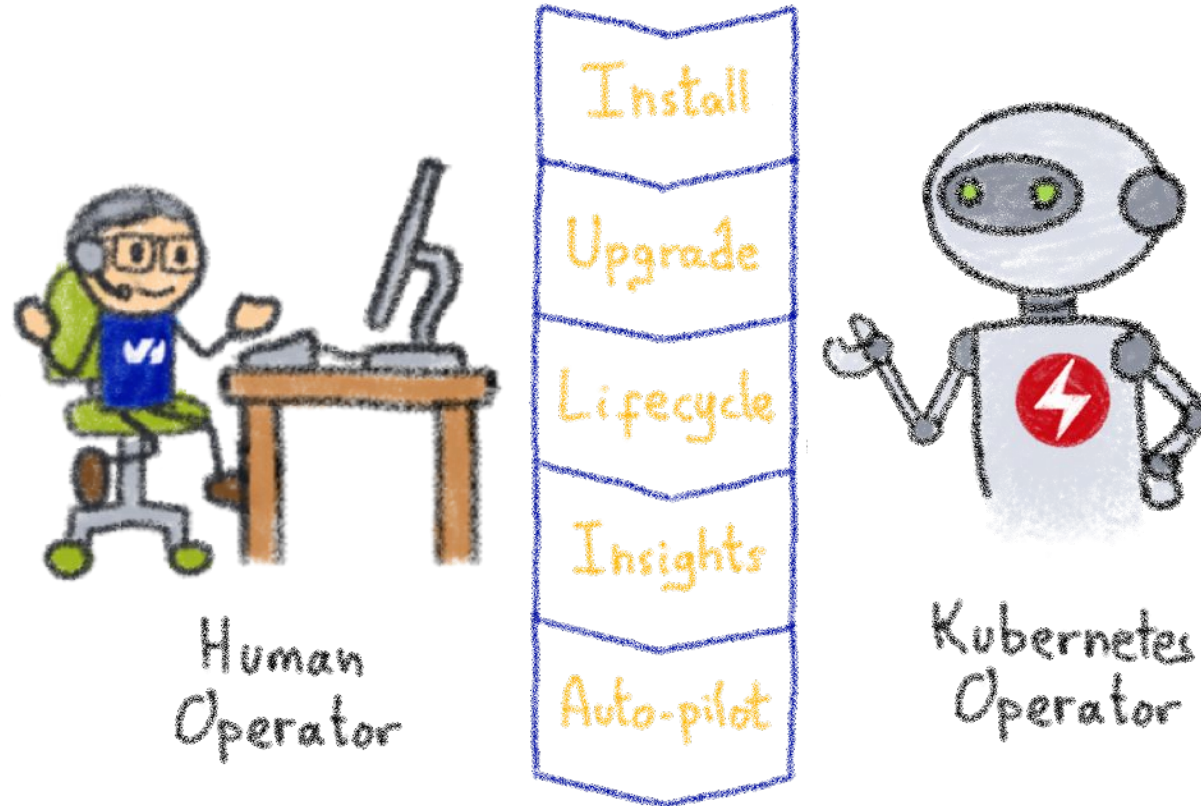 Install
Upgrade
Lifecycle
Insights
Auto-pilot
Human
Operator
Kubernetes
Operator